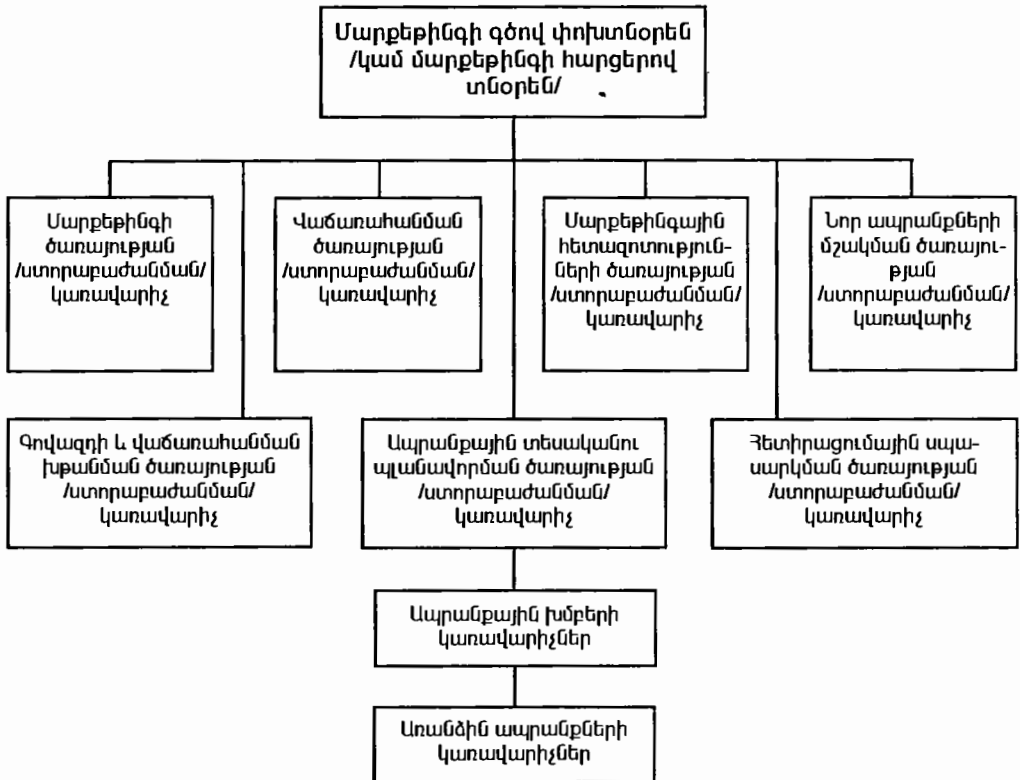 Մարքեթինգի գծով փոխտնօրեն
/կամ մարքեթինգի հարցերով
տնօրեն/
Մարքեթինգի
ծառայության
/ստորաբաժանման/
կառավարիչ
Վաճառահանման
ծառայության
/ստորաբաժանման/
կառավարիչ
Մարքեթինգային
հետազոտություն-
ների ծառայության
/ստորաբաժանման/
կառավարիչ
Նոր ապրանքների
մշակման ծառայու-
թյան
/ստորաբաժանման/
կառավարիչ
Գովազդի և վաճառահանման
խթանման ծառայության
/ստորաբաժանման/
կառավարիչ
Ապրանքային տեսականու
պլանավորման ծառայության
/ստորաբաժանման/
կառավարիչ
Հետիրացումային սպա-
սարկման ծառայության
/ստորաբաժանման/
կառավարիչ
Ապրանքային խմբերի
կառավարիչներ
Առանձին ապրանքների
կառավարիչներ